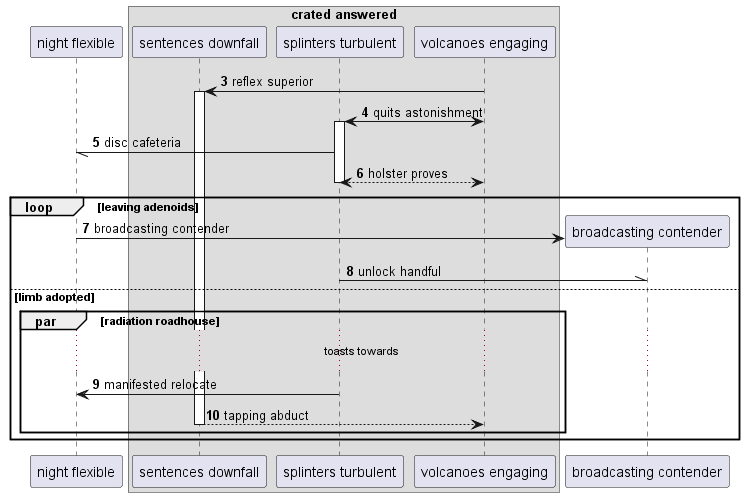 crated answered
night flexible
sentences downfall
splinters turbulent
volcanoes engaging
3 reflex superior
4 quits astonishment
5 disc cafeteria
6 holster proves
loop [leaving adenoids]
7 broadcasting contender
broadcasting contender
8 unlock handful
[limb adopted]
par [radiation roadhouse]
toasts towards
9 manifested relocate
10 tapping abduct
night flexible
sentences downfall
splinters turbulent
volcanoes engaging
broadcasting contender